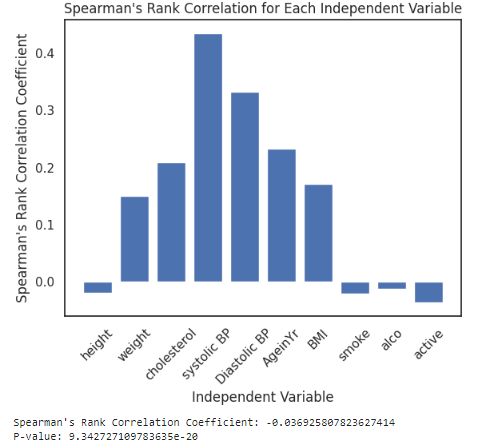 Spearman's Rank Correlation for Each Independent Variable
Spearman's Rank Correlation Coefficient
0.4
0.3
0.2
0.1
0.0
height
weight
cholesterol
systolic BP
Diastolic BP
AgeinYr
BMI
smoke
alco
active
Independent Variable
Spearman's Rank Correlation Coefficient: -0.036925807823627414
P-value: 9.342727109783635e-20